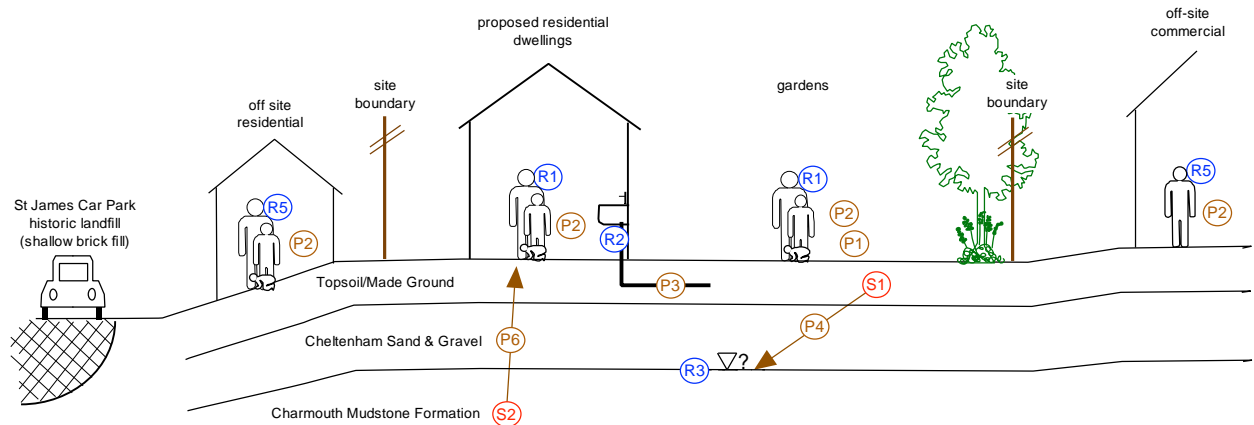 proposed residential
dwellings
off-site
commercial
site
boundary
gardens
site
boundary
off site
residential
St James Car Park
historic landfill
(shallow brick fill)
R5
P2
R1
P2
R2
R1
P2
P1
R5
P2
Topsoil/Made Ground
P3
S1
Cheltenham Sand & Gravel
P6
P4
R3
?
Charmouth Mudstone Formation
S2